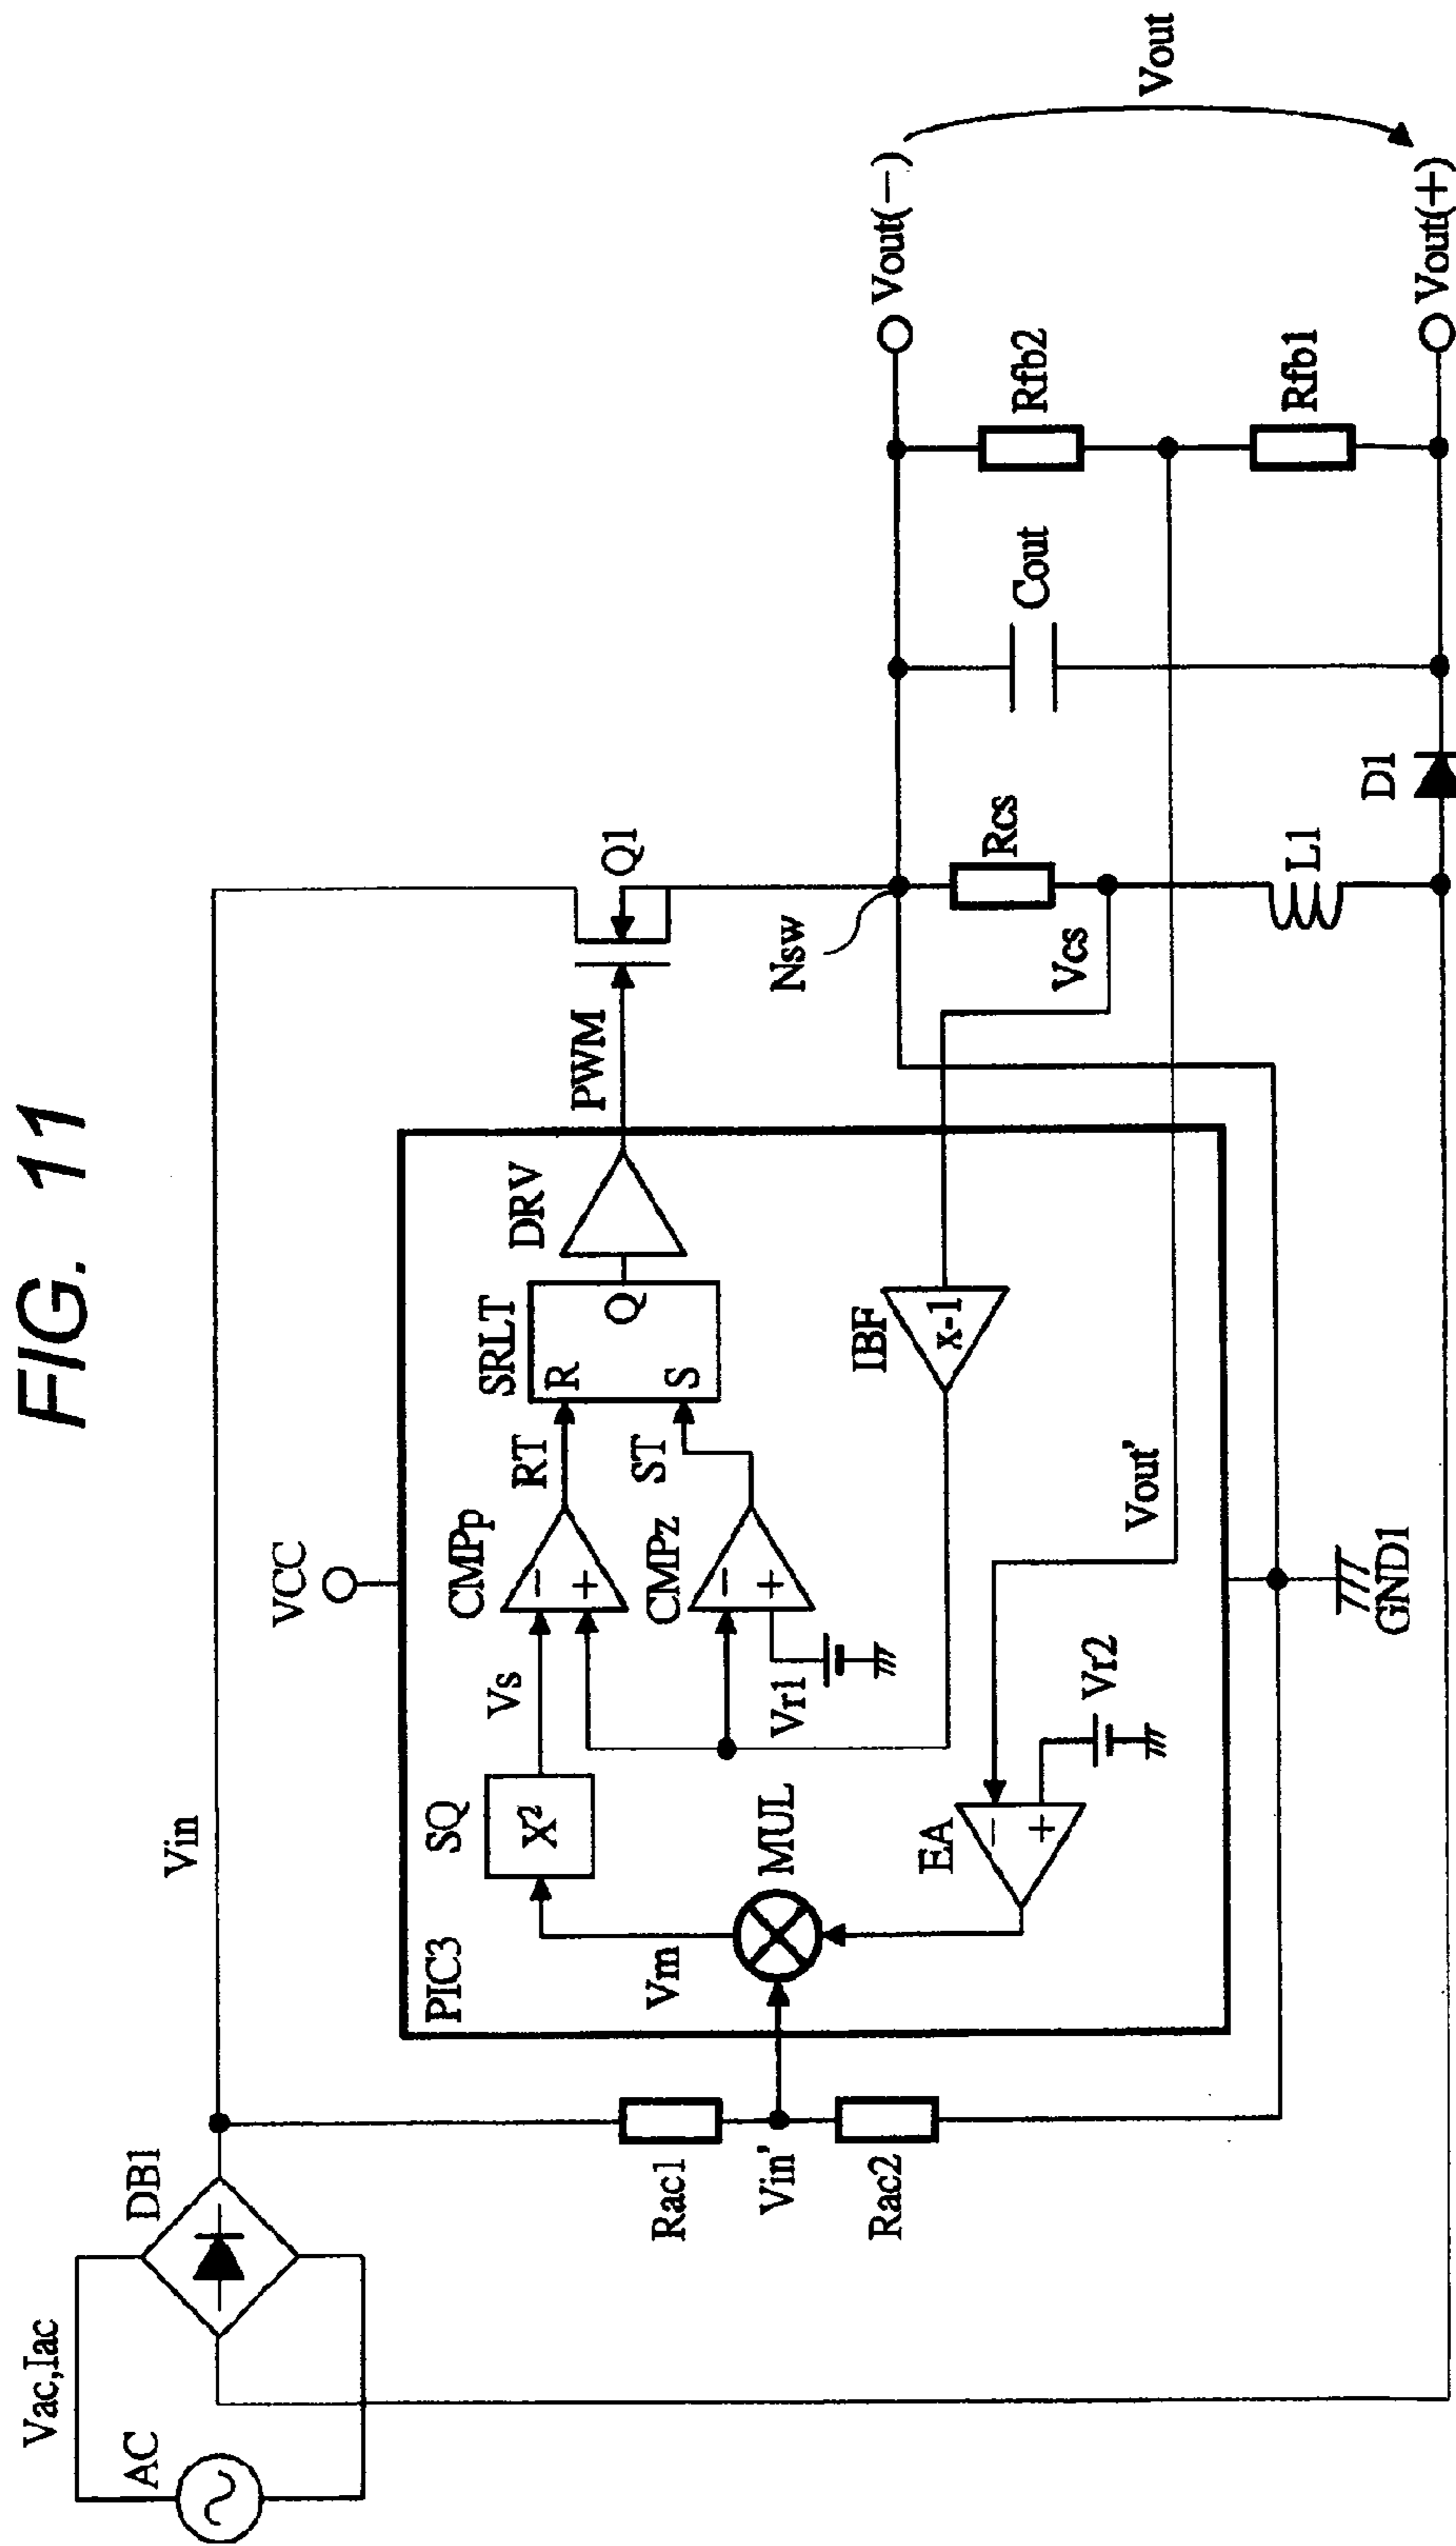 FIG. 11
Vac,Iac
AC
DB1
Vin
Rac1
Vin'
Rac2
PIC3
VCC
SQ
X²
Vs
Vm
MUL
EA
−
+
Vr2
CMPp
−
+
RT
CMPz
−
+
ST
Vr1
SRLT
R
S
Q
DRV
PWM
IBF
x-1
Vout'
GND1
Q1
Nsw
Rcs
Vcs
L1
D1
Cout
Rfb2
Rfb1
Vout(−)
Vout(+)
Vout